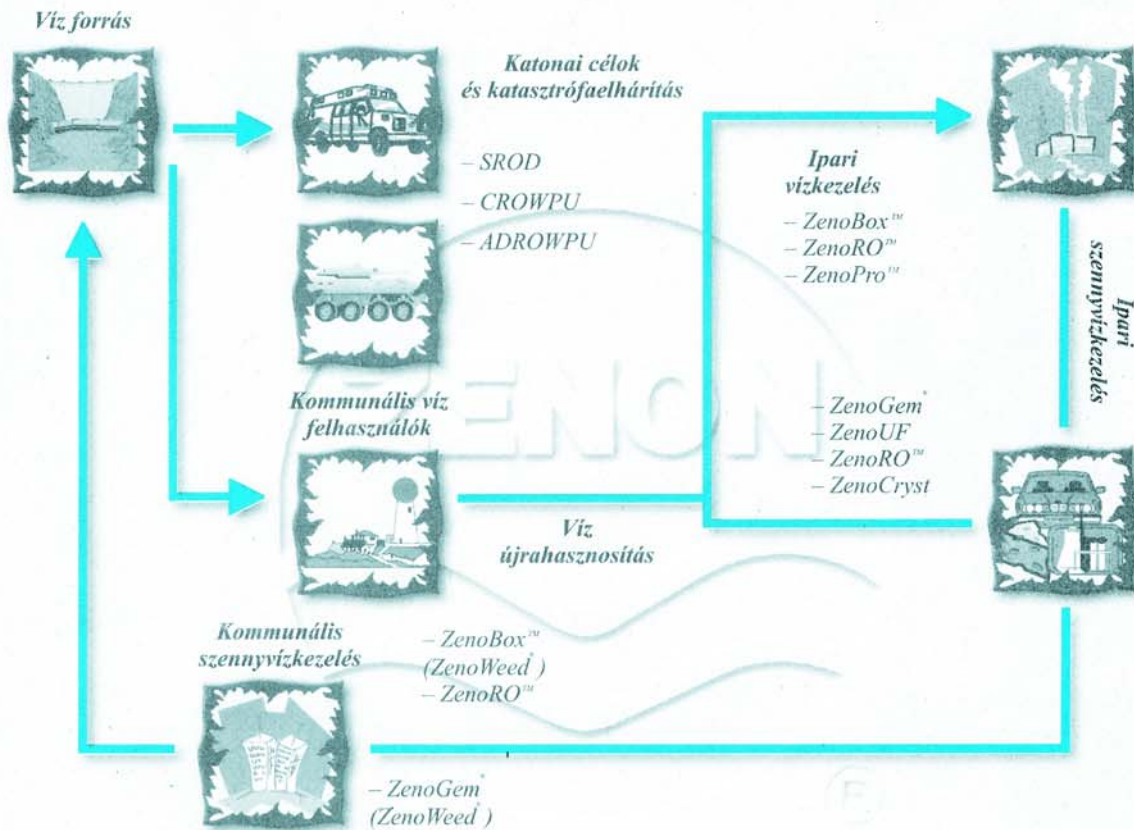 Víz forrás
Katonai célok
és katasztrófaelhárítás
– SROD
– CROWPU
– ADROWPU
Ipari
vízkezelés
– ZenoBox™
– ZenoRO™
– ZenoPro™
Ipari
szennyvízkezelés
ZENON
Kommunális víz
felhasználók
– ZenoGem*
– ZenoUF
– ZenoRO™
– ZenoCryst
Víz
újrahasznosítás
Kommunális
szennyvízkezelés
– ZenoBox™
(ZenoWeed*)
– ZenoRO™
– ZenoGem*
(ZenoWeed*)